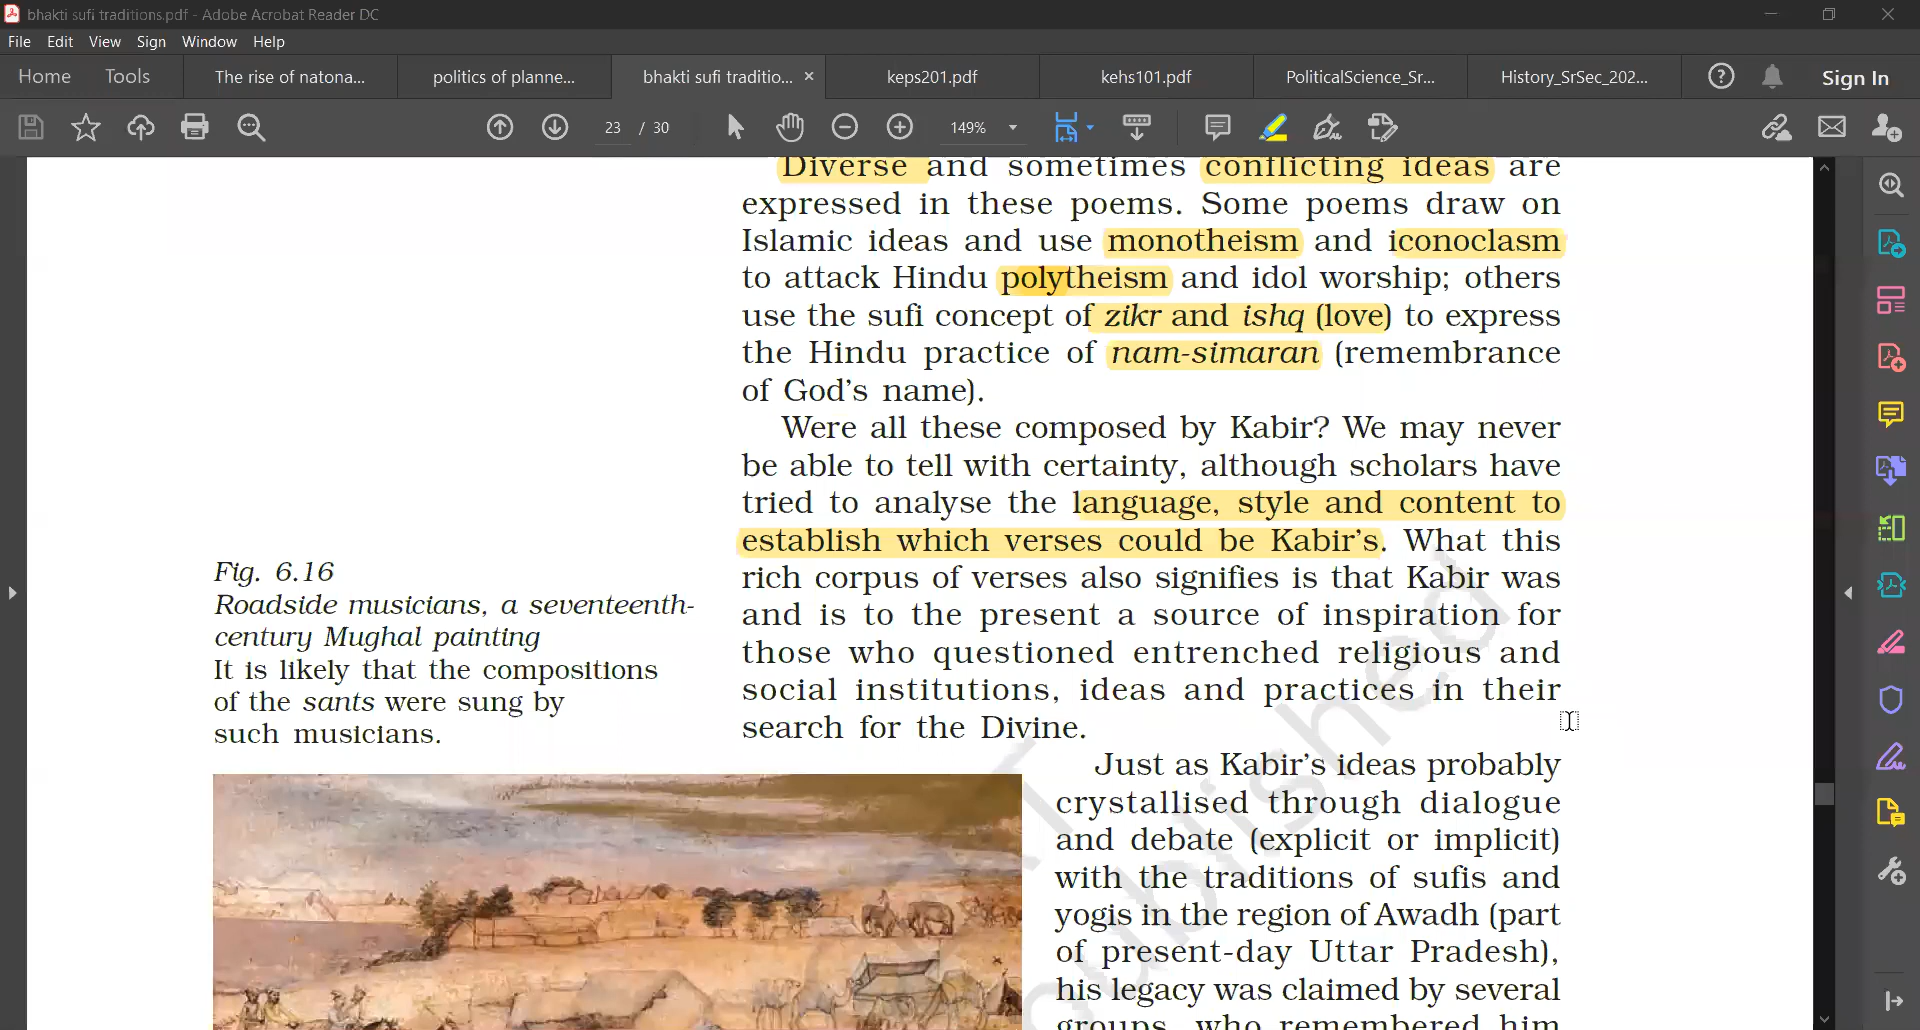 bhakti sufi traditions.pdf - Adobe Acrobat Reader DC
File Edit View Sign Window Help
Home Tools The rise of natona... politics of planne... bhakti sufi traditio... × keps201.pdf kehs101.pdf PoliticalScience_Sr... History_SrSec_202... Sign In
23 / 30 149%
Diverse and sometimes conflicting ideas are
expressed in these poems. Some poems draw on
Islamic ideas and use monotheism and iconoclasm
to attack Hindu polytheism and idol worship; others
use the sufi concept of zikr and ishq (love) to express
the Hindu practice of nam-simaran (remembrance
of God's name).
Were all these composed by Kabir? We may never
be able to tell with certainty, although scholars have
tried to analyse the language, style and content to
establish which verses could be Kabir's. What this
rich corpus of verses also signifies is that Kabir was
and is to the present a source of inspiration for
those who questioned entrenched religious and
social institutions, ideas and practices in their
search for the Divine.
Fig. 6.16
Roadside musicians, a seventeenth-
century Mughal painting
It is likely that the compositions
of the sants were sung by
such musicians.
Just as Kabir's ideas probably
crystallised through dialogue
and debate (explicit or implicit)
with the traditions of sufis and
yogis in the region of Awadh (part
of present-day Uttar Pradesh),
his legacy was claimed by several
groups, who remembered him